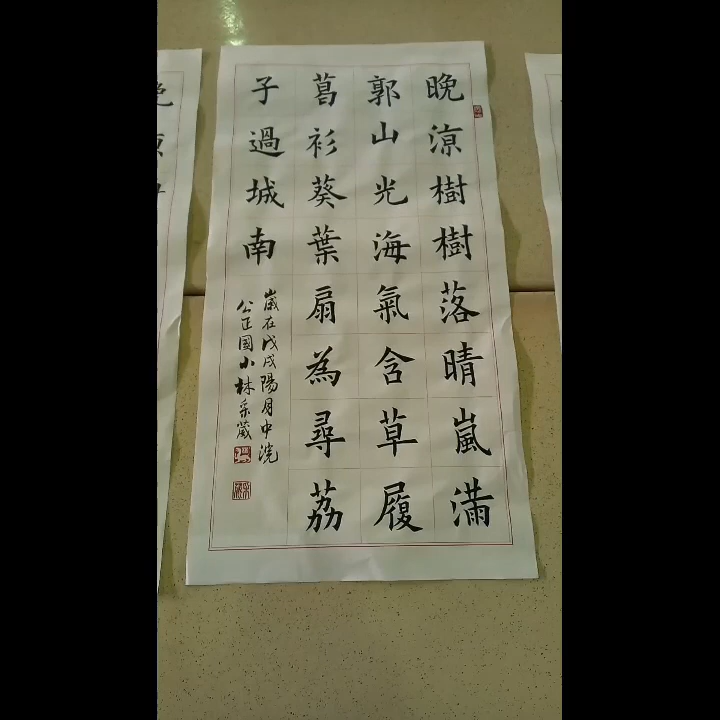 晚涼樹樹落晴嵐滿
郭山光海氣含草履
葛衫葵葉扇為尋荔
子過城南
歲在戊戌陽月中浣
公正國小林采葳